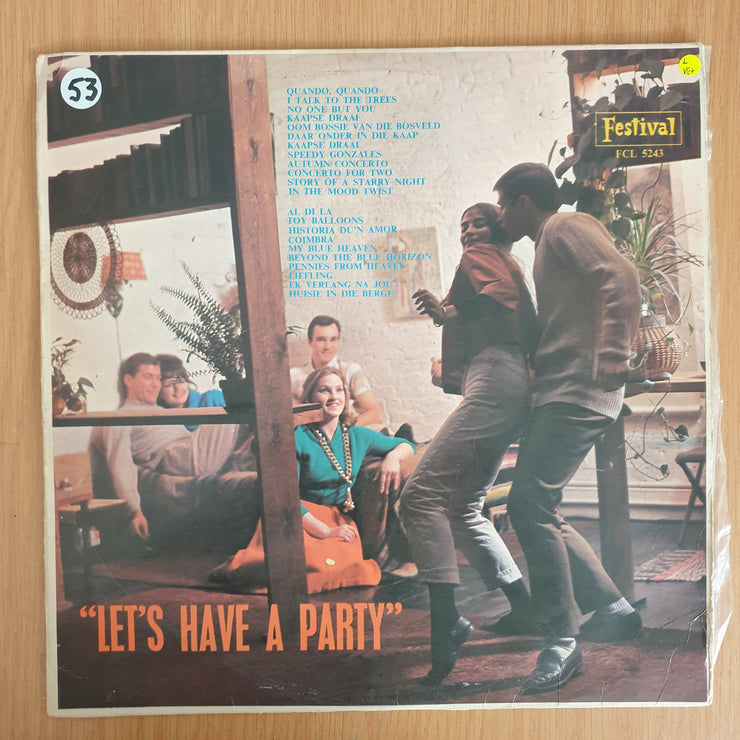 53
L
VG+
Festival
FCL 5243
QUANDO, QUANDO
I TALK TO THE TREES
NO ONE BUT YOU
KAAPSE DRAAI
OOM BOSSIE VAN DIE BOSVELD
DAAR ONDER IN DIE KAAP
KAAPSE DRAAI
SPEEDY GONZALES
AUTUMN CONCERTO
CONCERTO FOR TWO
STORY OF A STARRY NIGHT
IN THE MOOD TWIST
AL DI LA
TOY BALLOONS
HISTORIA DU'N AMOR
COIMBRA
MY BLUE HEAVEN
BEYOND THE BLUE HORIZON
PENNIES FROM HEAVEN
LIEFLING
EK VERLANG NA JOU
HUISIE IN DIE BERGE
"LET'S HAVE A PARTY"